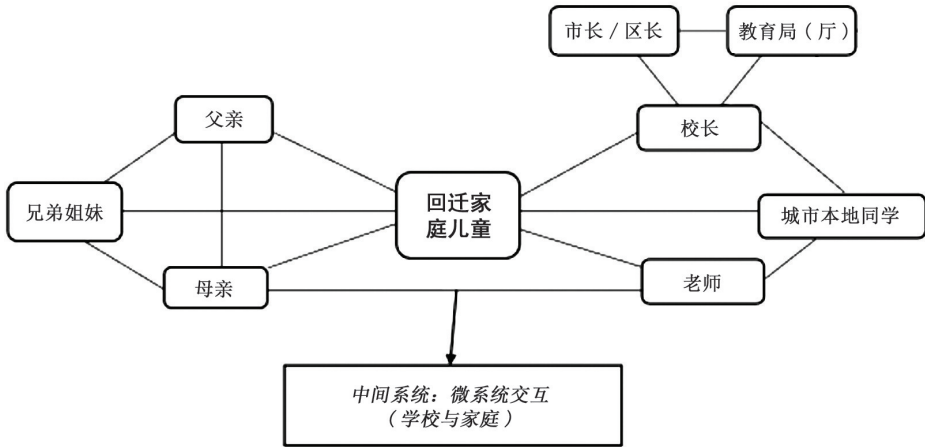 市长 / 区长
教育局（厅）
父亲
校长
兄弟姐妹
回迁家
庭儿童
城市本地同学
母亲
老师
中间系统：微系统交互
（学校与家庭）